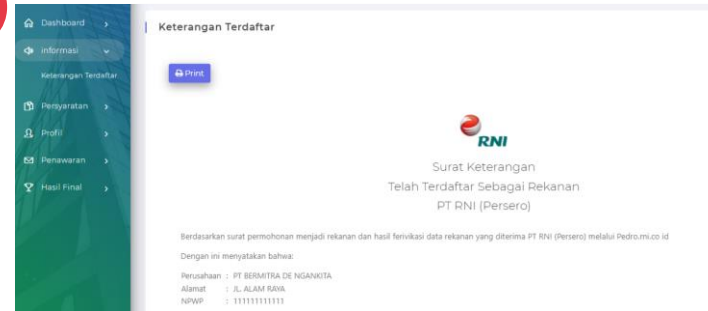 Dashboard
Informasi
Keterangan Terdaftar
Persyaratan
Profil
Penawaran
Hasil Final
Keterangan Terdaftar
Print
RNI
Surat Keterangan
Telah Terdaftar Sebagai Rekanan
PT RNI (Persero)
Berdasarkan surat permohonan menjadi rekanan dan hasil ferivikasi data rekanan yang diterima PT RNI (Persero) melalui Pedro.rni.co id
Dengan ini menyatakan bahwa:
Perusahaan : PT BERMITRA DE NGANKITA
Alamat : JL. ALAM RAYA
NPWP : 111111111111